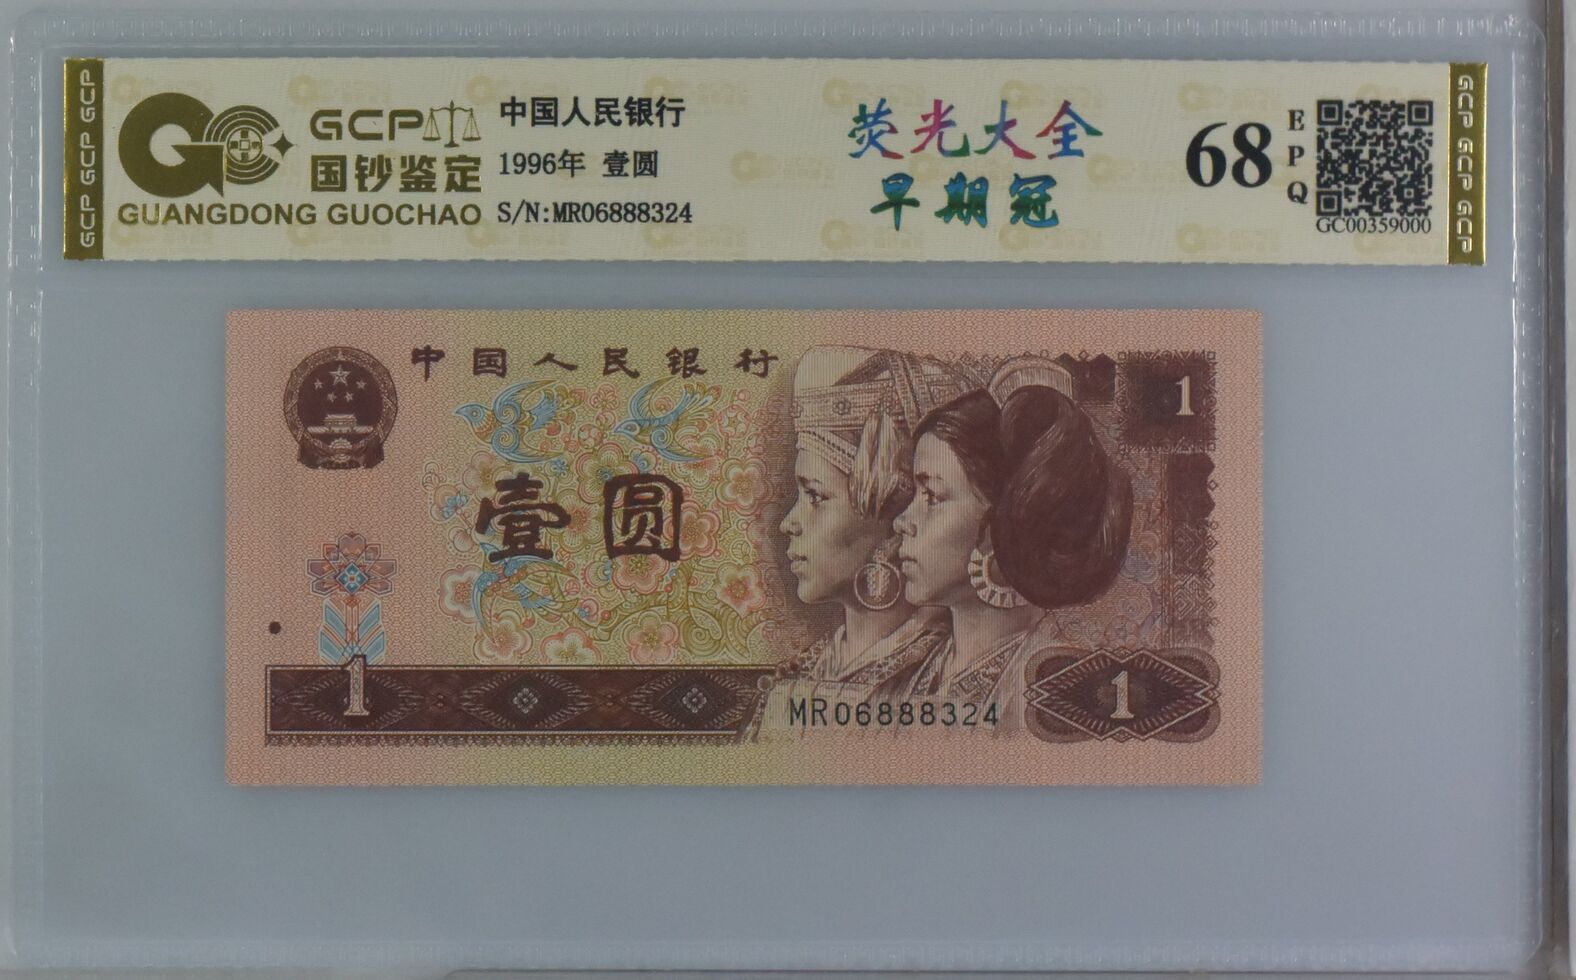 GCP GCP GCP
GCP
国钞鉴定
GUANGDONG GUOCHAO
中国人民银行
1996年 壹圆
S/N:MR06888324
荧光大全
早期冠
68
EPQ
GC00359000
GCP GCP GCP
中国人民银行
1
壹圆
1
MR06888324
1